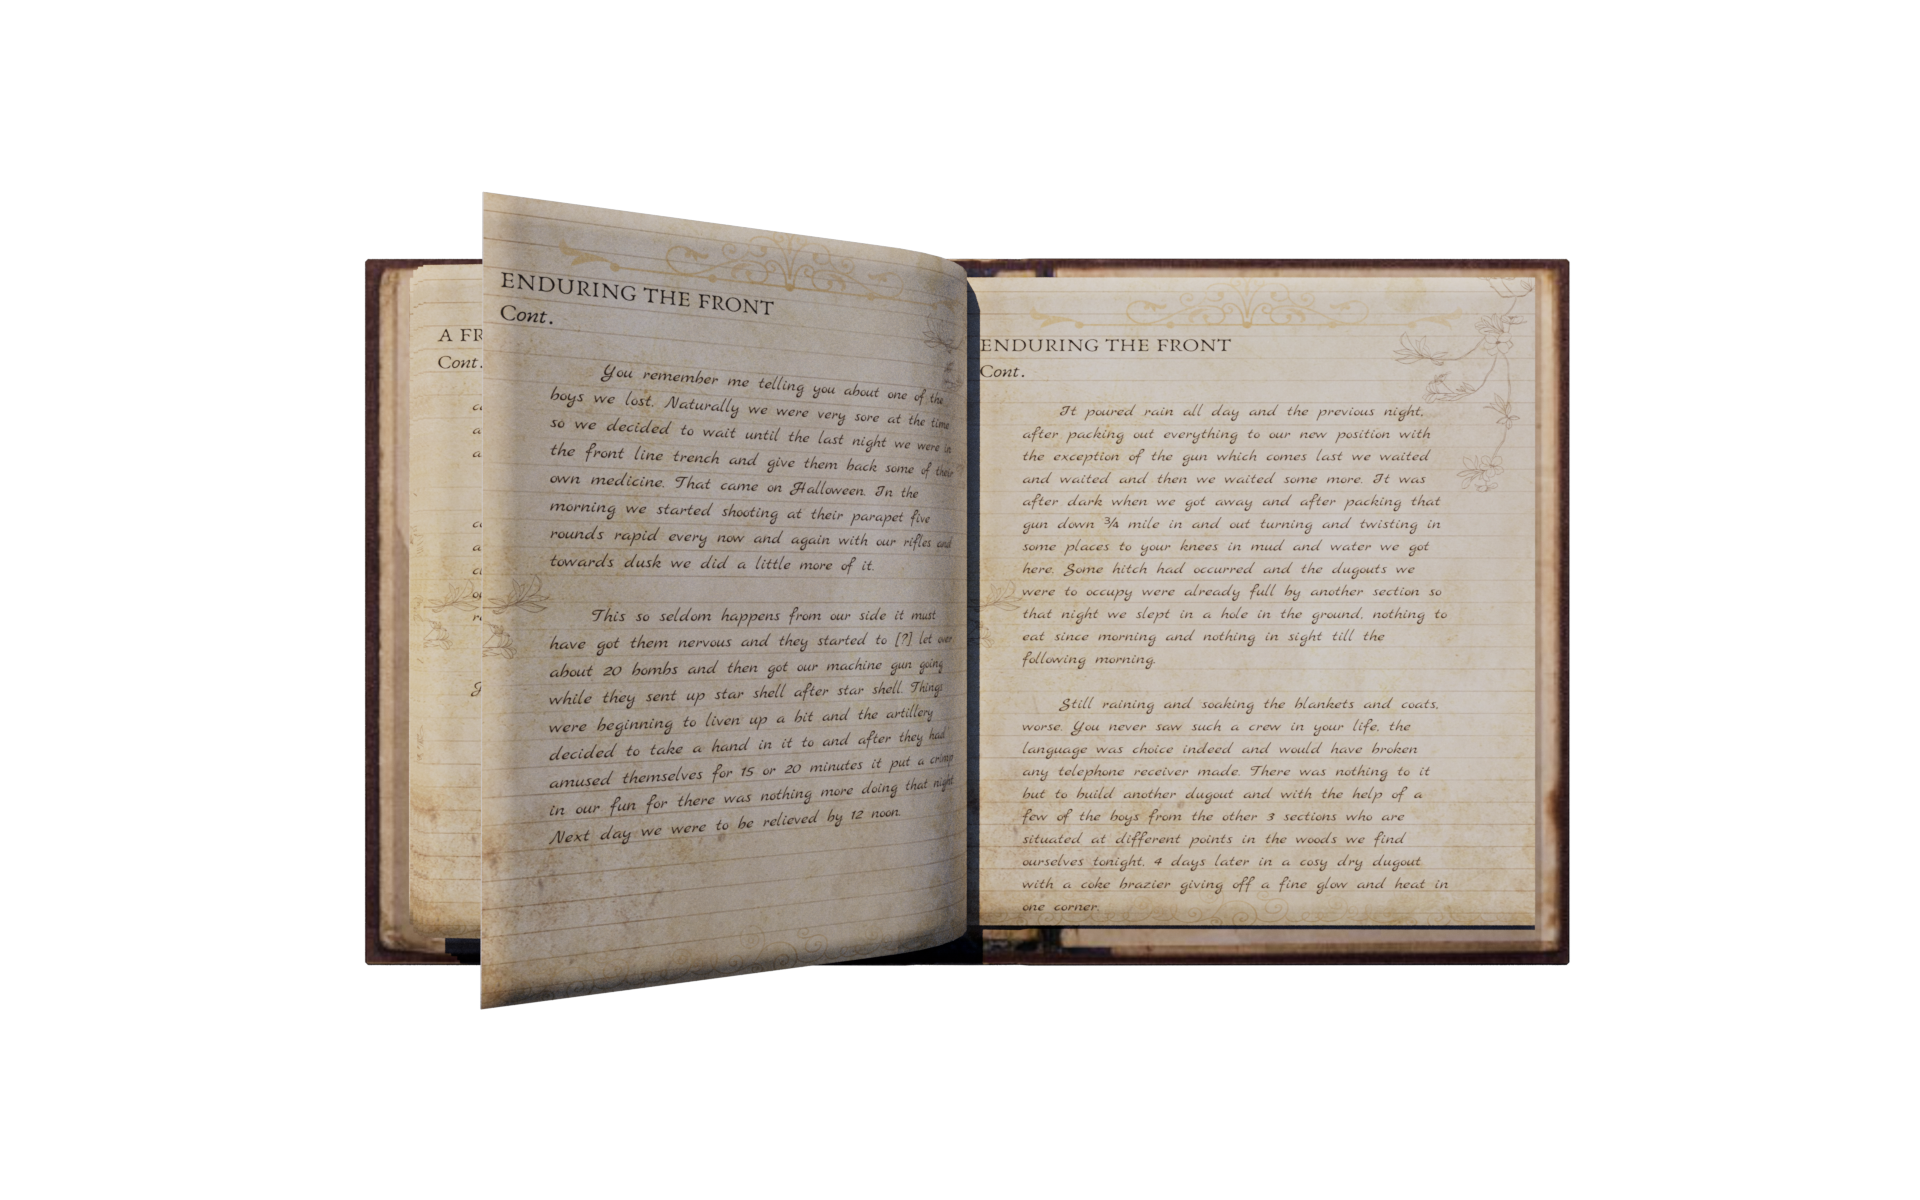 A FR
Cont.
ENDURING THE FRONT
Cont.
You remember me telling you about one of the
boys we lost. Naturally we were very sore at the time
so we decided to wait until the last night we were in
the front line trench and give them back some of their
own medicine. That came on Halloween. In the
morning we started shooting at their parapet five
rounds rapid every now and again with our rifles and
towards dusk we did a little more of it.
This so seldom happens from our side it must
have got them nervous and they started to [?] let over
about 20 bombs and then got our machine gun going
while they sent up star shell after star shell. Things
were beginning to liven up a bit and the artillery
decided to take a hand in it to and after they had
amused themselves for 15 or 20 minutes it put a crimp
in our fun for there was nothing more doing that night
Next day we were to be relieved by 12 noon.
ENDURING THE FRONT
Cont.
It poured rain all day and the previous night,
after packing out everything to our new position with
the exception of the gun which comes last we waited
and waited and then we waited some more. It was
after dark when we got away and after packing that
gun down ¾ mile in and out turning and twisting in
some places to your knees in mud and water we got
here. Some hitch had occurred and the dugouts we
were to occupy were already full by another section so
that night we slept in a hole in the ground, nothing to
eat since morning and nothing in sight till the
following morning.
Still raining and soaking the blankets and coats,
worse. You never saw such a crew in your life, the
language was choice indeed and would have broken
any telephone receiver made. There was nothing to it
but to build another dugout and with the help of a
few of the boys from the other 3 sections who are
situated at different points in the woods we find
ourselves tonight, 4 days later in a cosy dry dugout
with a coke brazier giving off a fine glow and heat in
one corner.